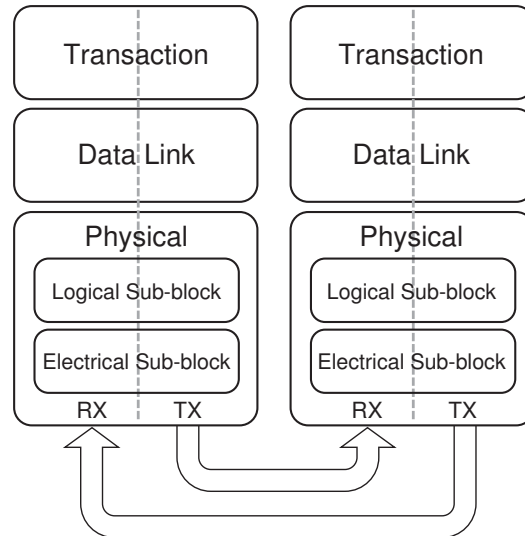 Transaction
Data Link
Physical
Logical Sub-block
Electrical Sub-block
RX TX
Transaction
Data Link
Physical
Logical Sub-block
Electrical Sub-block
RX TX